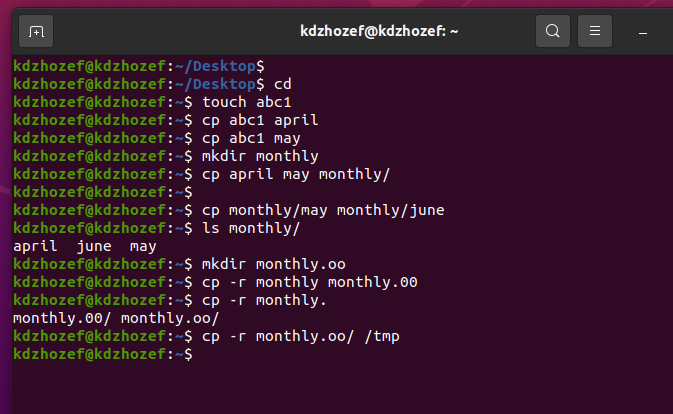 kdzhozef@kdzhozef: ~
kdzhozef@kdzhozef:~/Desktop$
kdzhozef@kdzhozef:~/Desktop$ cd
kdzhozef@kdzhozef:~$ touch abc1
kdzhozef@kdzhozef:~$ cp abc1 april
kdzhozef@kdzhozef:~$ cp abc1 may
kdzhozef@kdzhozef:~$ mkdir monthly
kdzhozef@kdzhozef:~$ cp april may monthly/
kdzhozef@kdzhozef:~$
kdzhozef@kdzhozef:~$ cp monthly/may monthly/june
kdzhozef@kdzhozef:~$ ls monthly/
april  june  may
kdzhozef@kdzhozef:~$ mkdir monthly.oo
kdzhozef@kdzhozef:~$ cp -r monthly monthly.00
kdzhozef@kdzhozef:~$ cp -r monthly.
monthly.00/ monthly.oo/
kdzhozef@kdzhozef:~$ cp -r monthly.oo/ /tmp
kdzhozef@kdzhozef:~$